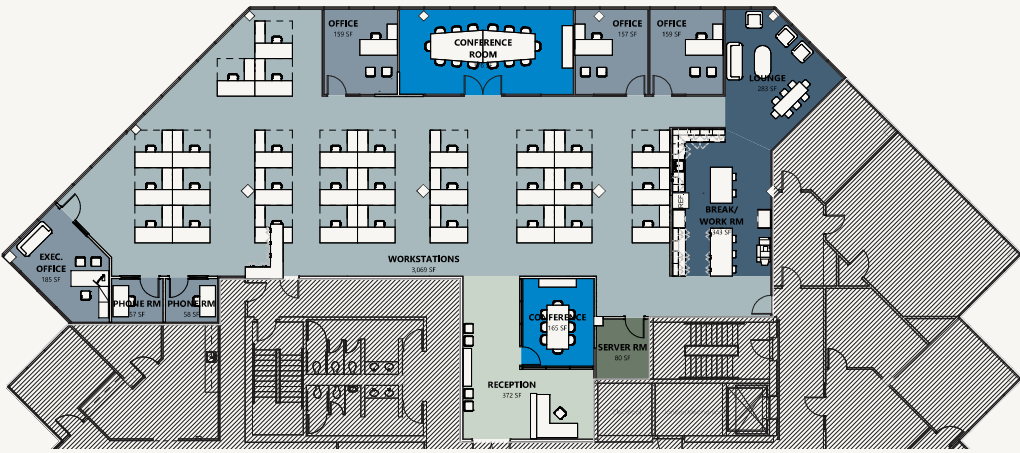 OFFICE
159 SF
CONFERENCE
ROOM
OFFICE
157 SF
OFFICE
159 SF
LOUNGE
283 SF
REF.
BREAK/
WORK RM
343 SF
EXEC.
OFFICE
185 SF
WORKSTATIONS
3,069 SF
PHONE RM
57 SF
PHONE RM
58 SF
CONFERENCE
165 SF
SERVER RM
80 SF
RECEPTION
372 SF